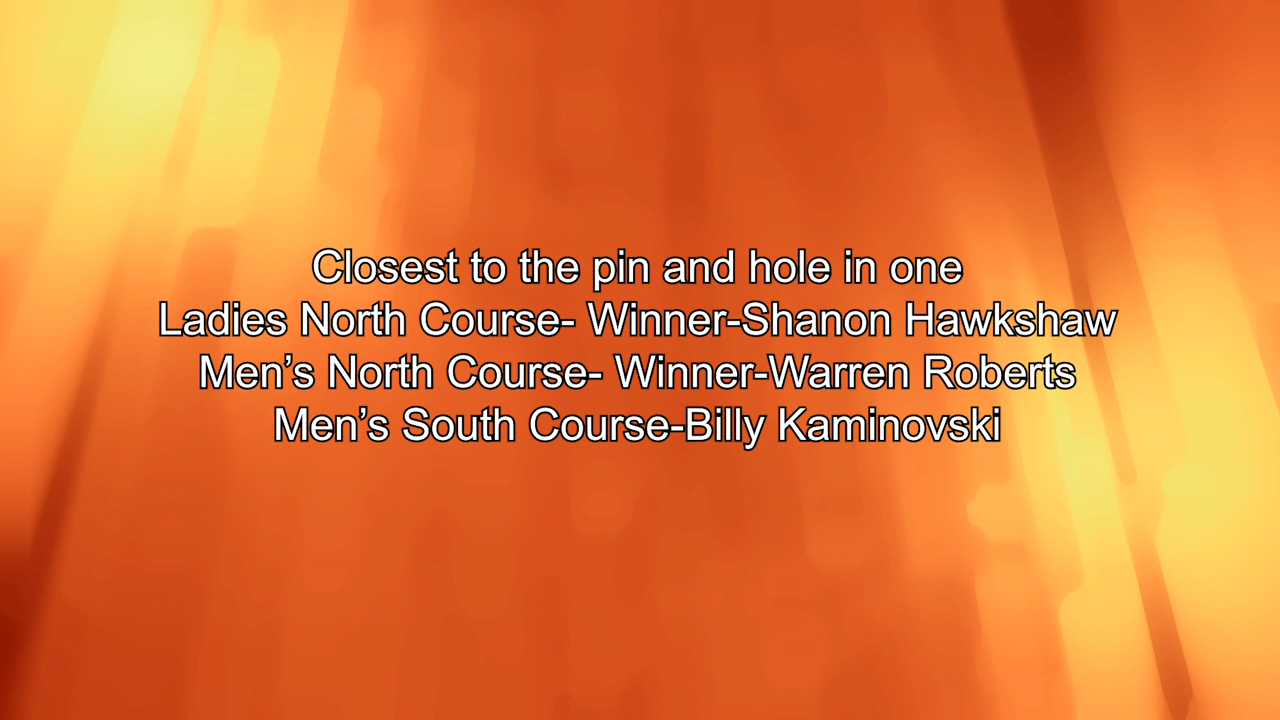 Closest to the pin and hole in one
Ladies North Course- Winner-Shanon Hawkshaw
Men’s North Course- Winner-Warren Roberts
Men’s South Course-Billy Kaminovski